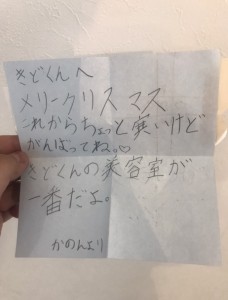 きどくんへ
メリークリスマス
これからちょっと寒いけど
がんばってね。♡
きどくんの美容室が
一番だよ。
かのんより